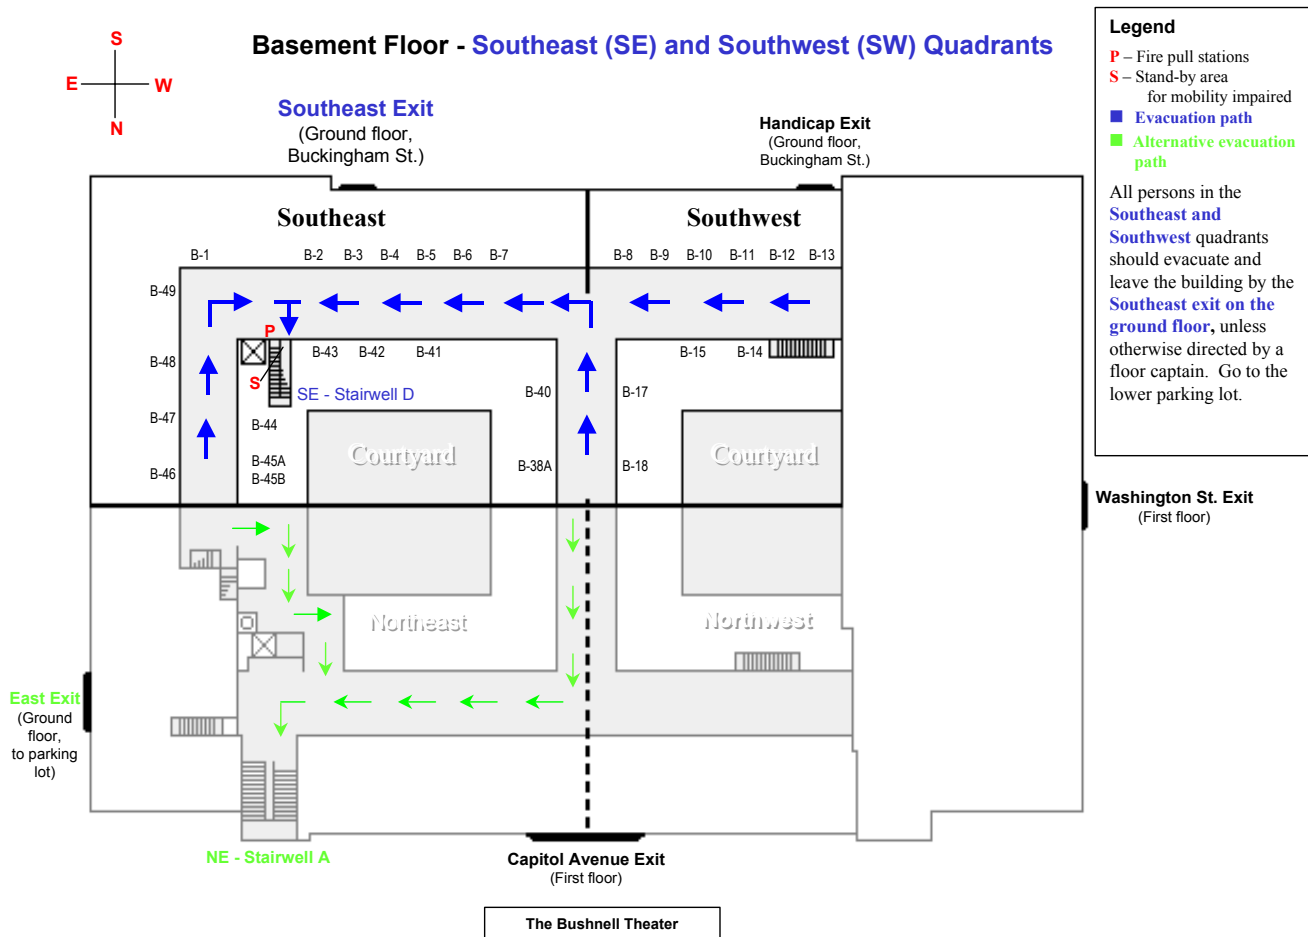 Basement Floor - Southeast (SE) and Southwest (SW) Quadrants
S
E
W
N
Southeast Exit
(Ground floor,
Buckingham St.)
Handicap Exit
(Ground floor,
Buckingham St.)
Legend
P – Fire pull stations
S – Stand-by area
for mobility impaired
Evacuation path
Alternative evacuation
path
All persons in the
Southeast and
Southwest quadrants
should evacuate and
leave the building by the
Southeast exit on the
ground floor, unless
otherwise directed by a
floor captain. Go to the
lower parking lot.
Southeast
Southwest
B-1
B-2
B-3
B-4
B-5
B-6
B-7
B-8
B-9
B-10
B-11
B-12
B-13
B-49
P
B-48
B-43
B-42
B-41
B-15
B-14
S
SE - Stairwell D
B-40
B-17
B-47
B-44
Courtyard
Courtyard
B-46
B-45A
B-45B
B-38A
B-18
Washington St. Exit
(First floor)
Northeast
Northwest
East Exit
(Ground
floor,
to parking
lot)
NE - Stairwell A
Capitol Avenue Exit
(First floor)
The Bushnell Theater